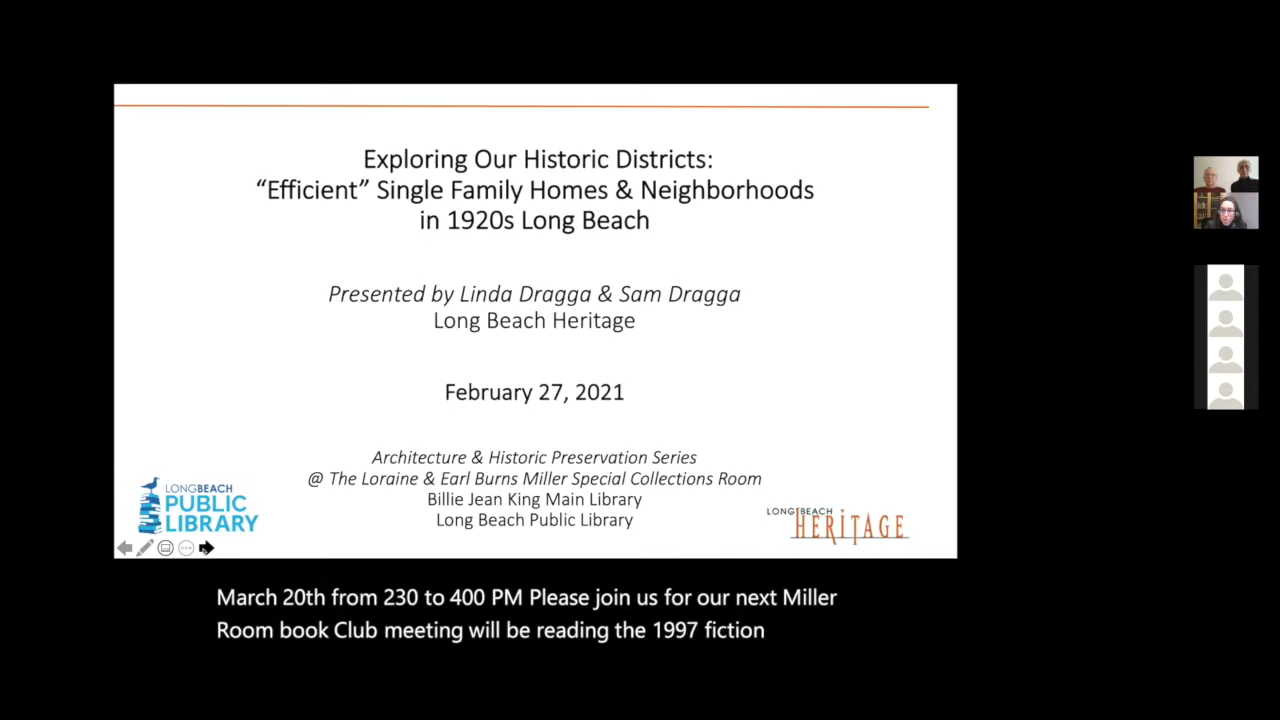 Exploring Our Historic Districts:
“Efficient” Single Family Homes & Neighborhoods
in 1920s Long Beach
Presented by Linda Dragga & Sam Dragga
Long Beach Heritage
February 27, 2021
Architecture & Historic Preservation Series
@ The Loraine & Earl Burns Miller Special Collections Room
Billie Jean King Main Library
Long Beach Public Library
LONGBEACH
PUBLIC
LIBRARY
LONG BEACH
HERITAGE
March 20th from 230 to 400 PM Please join us for our next Miller
Room book Club meeting will be reading the 1997 fiction